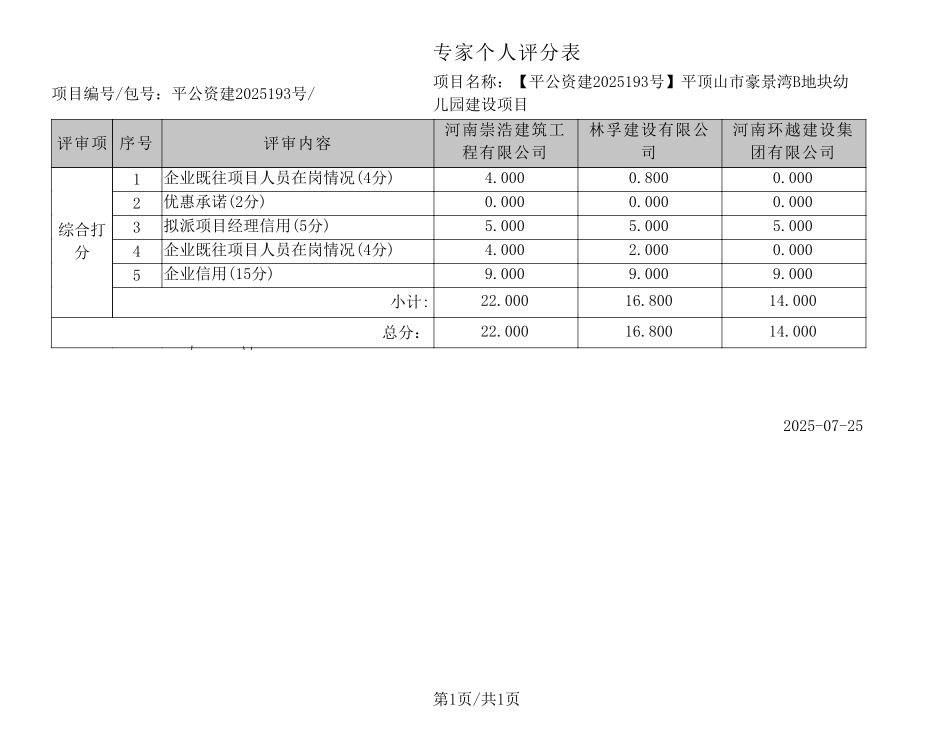 专家个人评分表
项目编号/包号: 平公资建2025193号/
项目名称: 【平公资建2025193号】平顶山市豪景湾B地块幼
儿园建设项目
评审项 序号 评审内容 河南崇浩建筑工程有限公司 林孚建设有限公司 河南环越建设集团有限公司
综合打分
1 企业既往项目人员在岗情况(4分) 4.000 0.800 0.000
2 优惠承诺(2分) 0.000 0.000 0.000
3 拟派项目经理信用(5分) 5.000 5.000 5.000
4 企业既往项目人员在岗情况(4分) 4.000 2.000 0.000
5 企业信用(15分) 9.000 9.000 9.000
小计: 22.000 16.800 14.000
总分: 22.000 16.800 14.000
2025-07-25
第1页/共1页